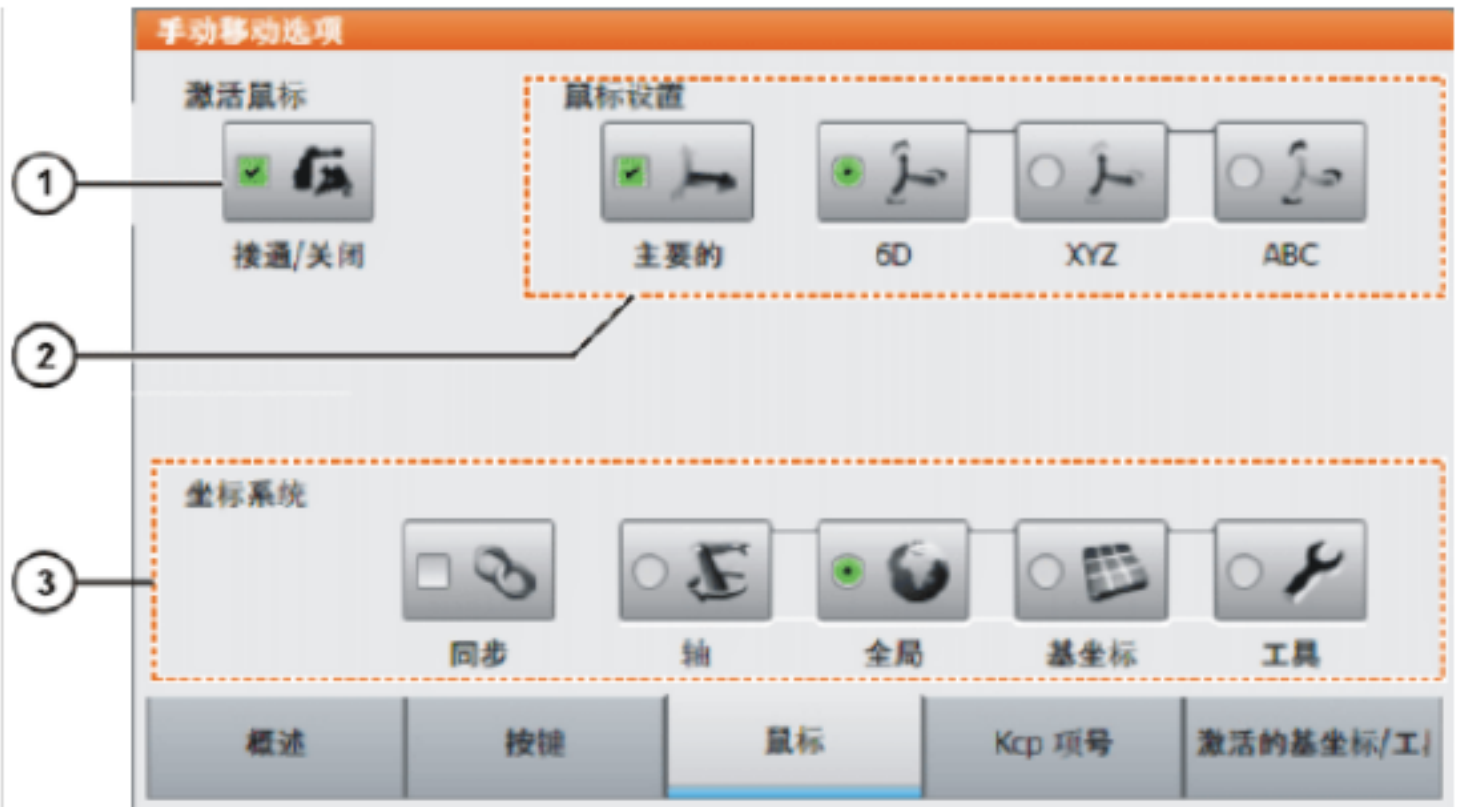 手动移动选项
激活鼠标
鼠标设置
1
接通/关闭
主要的
6D
XYZ
ABC
2
坐标系统
3
同步
轴
全局
基坐标
工具
概述
按键
鼠标
Kcp 项号
激活的基坐标/工